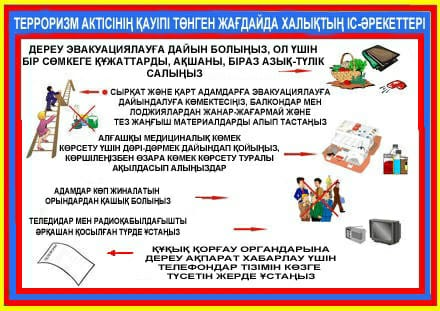 ТЕРРОРИЗМ АКТІСІНІҢ ҚАУІПІ ТӨНГЕН ЖАҒДАЙДА ХАЛЫҚТЫҢ ІС-ӘРЕКЕТТЕРІ
ДЕРЕУ ЭВАКУАЦИЯЛАУҒА ДАЙЫН БОЛЫҢЫЗ, ОЛ ҮШІН
БІР СӨМКЕГЕ ҚҰЖАТТАРДЫ, АҚШАНЫ, БІРАЗ АЗЫҚ-ТҮЛІК
САЛЫҢЫЗ
СЫРҚАТ ЖӘНЕ ҚАРТ АДАМДАРҒА ЭВАКУАЦИЯЛАУҒА
ДАЙЫНДАЛУҒА КӨМЕКТЕСІҢІЗ, БАЛКОНДАР МЕН
ЛОДЖИЯЛАРДАН ЖАНАР-ЖАҒАРМАЙ ЖӘНЕ
ТЕЗ ЖАНҒЫШ МАТЕРИАЛДАРДЫ АЛЫП ТАСТАҢЫЗ
АЛҒАШҚЫ МЕДИЦИНАЛЫҚ КӨМЕК
КӨРСЕТУ ҮШІН ДӘРІ-ДӘРМЕК ДАЙЫНДАП ҚОЙЫҢЫЗ,
КӨРШІЛЕҢІЗБЕН ӨЗАРА КӨМЕК КӨРСЕТУ ТУРАЛЫ
АҚЫЛДАСЫП АЛЫҢЫЗДАР
АДАМДАР КӨП ЖИНАЛАТЫН
ОРЫНДАРДАН ҚАШЫҚ БОЛЫҢЫЗ
ТЕЛЕДИДАР МЕН РАДИОҚАБЫЛДАҒЫШТЫ
ӘРҚАШАН ҚОСЫЛҒАН ТҮРДЕ ҰСТАҢЫЗ
ҚҰҚЫҚ ҚОРҒАУ ОРГАНДАРЫНА
ДЕРЕУ АҚПАРАТ ХАБАРЛАУ ҮШІН
ТЕЛЕФОНДАР ТІЗІМІН КӨЗГЕ
ТҮСЕТІН ЖЕРДЕ ҰСТАҢЫЗ